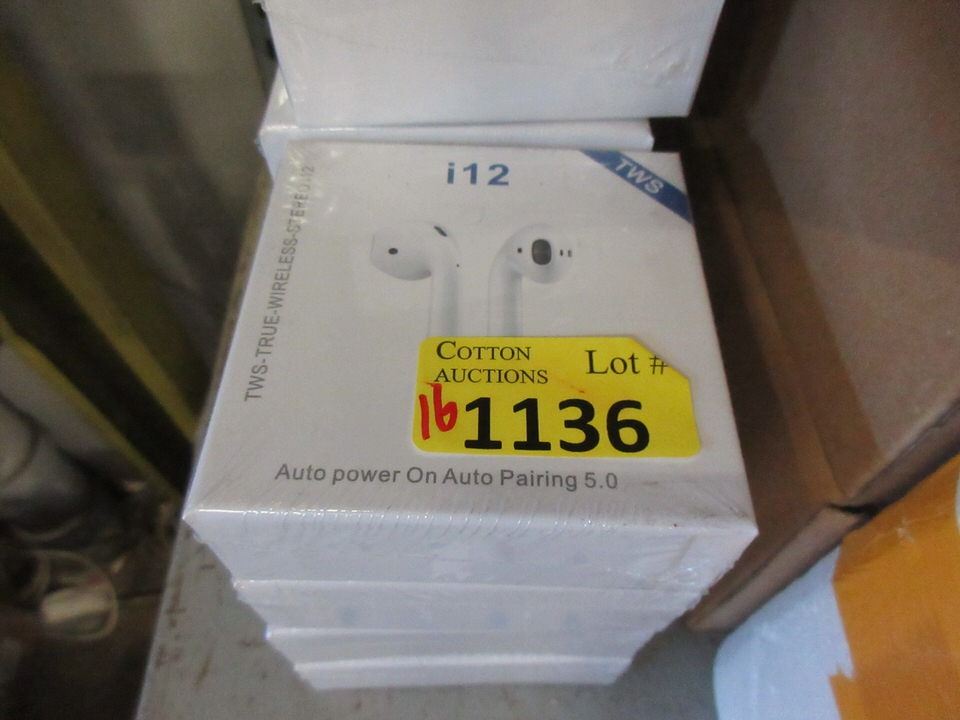 i12
TWS
TWS-TRUE-WIRELESS-STEREO.i12
COTTON
AUCTIONS
Lot #
16
1136
Auto power On Auto Pairing 5.0